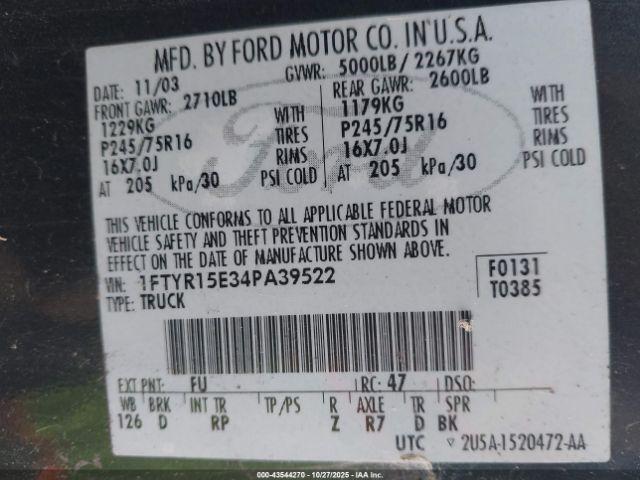 MFD. BY FORD MOTOR CO. IN U.S.A.
DATE: 11/03 GVWR: 5000LB/ 2267KG
FRONT GAWR: 2710LB REAR GAWR: 2600LB
1229KG WITH 1179KG WITH
P245/75R16 TIRES P245/75R16 TIRES
16X7.0J RIMS 16X7.0J RIMS
AT 205 kPa/30 PSI COLD AT 205 kPa/30 PSI COLD
Ford
THIS VEHICLE CONFORMS TO ALL APPLICABLE FEDERAL MOTOR
VEHICLE SAFETY AND THEFT PREVENTION STANDARDS IN
EFFECT ON THE DATE OF MANUFACTURE SHOWN ABOVE.
VIN: 1FTYR15E34PA39522 F0131
TYPE: TRUCK T0385
EXT PNT: FU RC: 47 DSO:
WB BRK INT TR TP/PS R AXLE TR SPR
126 D RP Z R7 D BK
UTC 2U5A-1520472-AA
000-43544270 10/27/2025 IAAI.COM